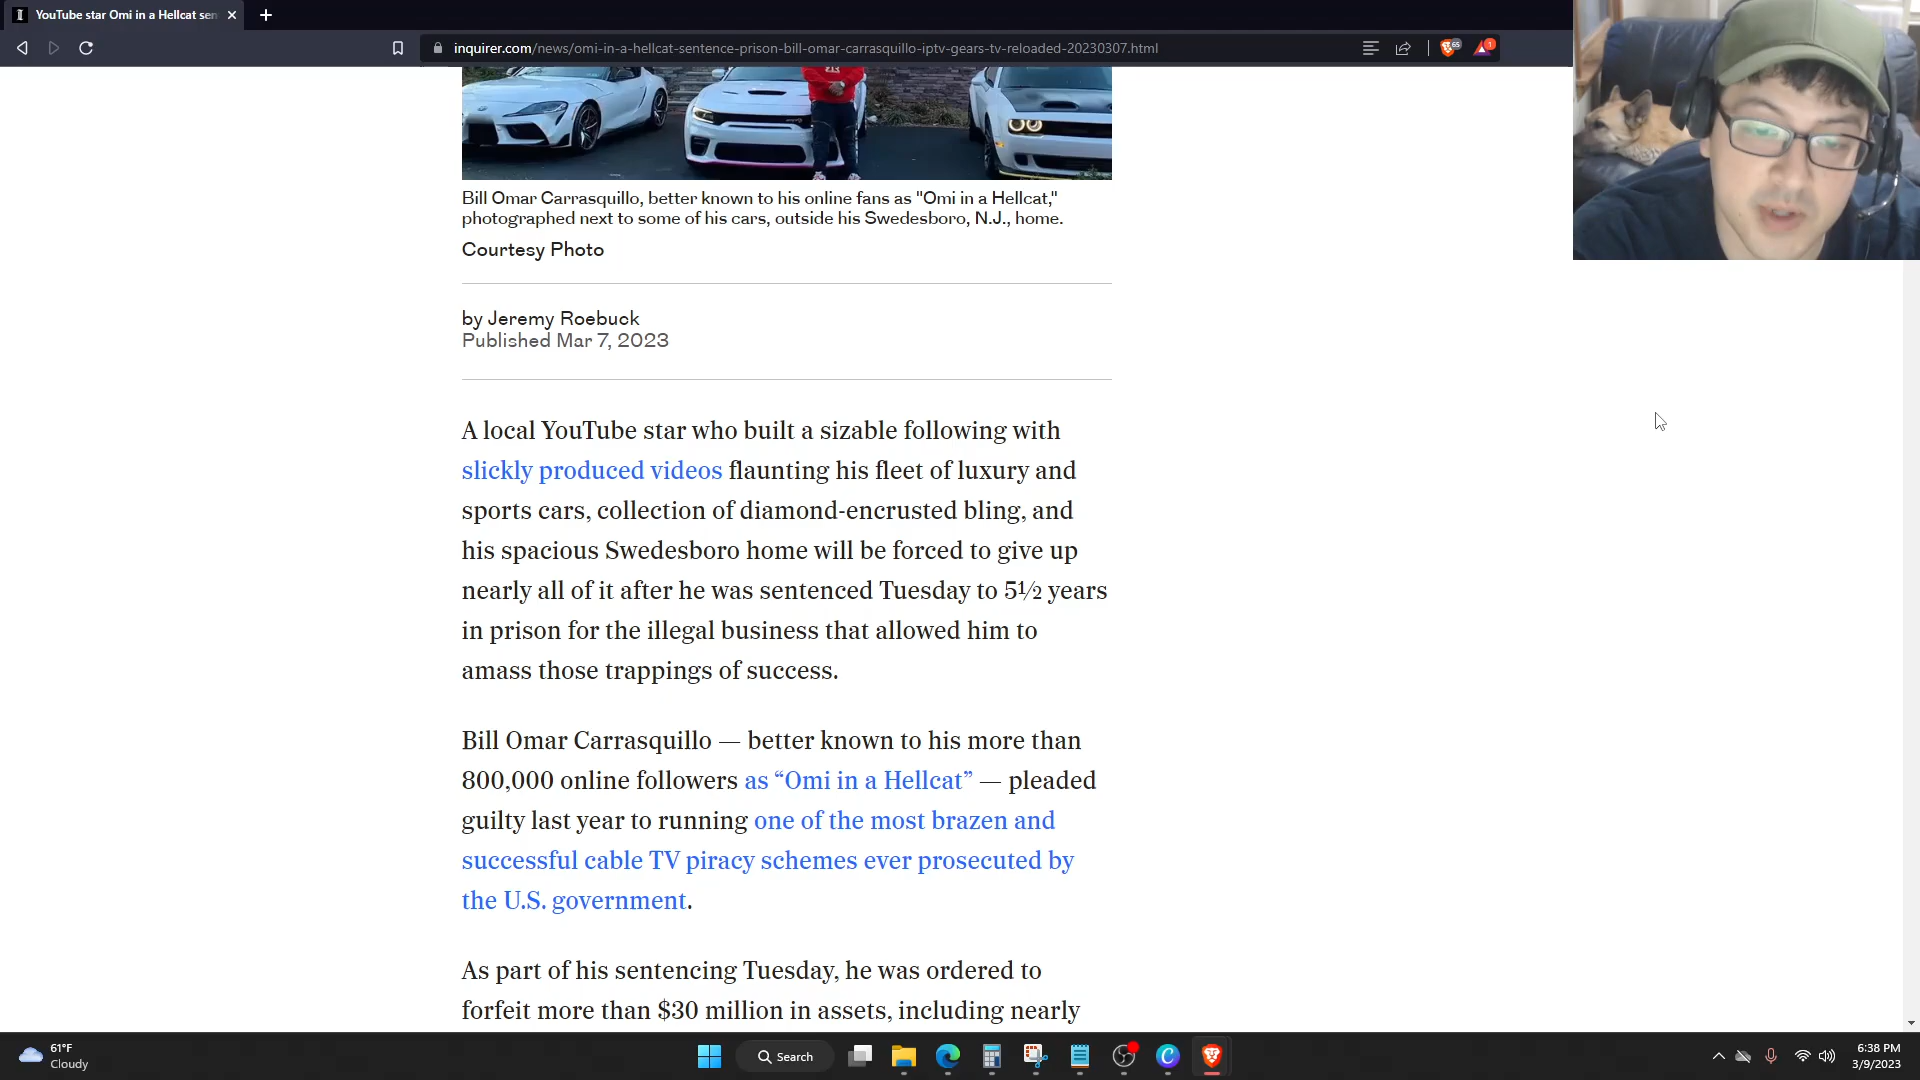 YouTube star Omi in a Hellcat sen
inquirer.com/news/omi-in-a-hellcat-sentence-prison-bill-omar-carrasquillo-iptv-gears-tv-reloaded-20230307.html
65
1
Bill Omar Carrasquillo, better known to his online fans as "Omi in a Hellcat,"
photographed next to some of his cars, outside his Swedesboro, N.J., home.
Courtesy Photo
by Jeremy Roebuck
Published Mar 7, 2023
A local YouTube star who built a sizable following with
slickly produced videos flaunting his fleet of luxury and
sports cars, collection of diamond-encrusted bling, and
his spacious Swedesboro home will be forced to give up
nearly all of it after he was sentenced Tuesday to 5½ years
in prison for the illegal business that allowed him to
amass those trappings of success.
Bill Omar Carrasquillo — better known to his more than
800,000 online followers as “Omi in a Hellcat” — pleaded
guilty last year to running one of the most brazen and
successful cable TV piracy schemes ever prosecuted by
the U.S. government.
As part of his sentencing Tuesday, he was ordered to
forfeit more than $30 million in assets, including nearly
61°F
Cloudy
Search
6:38 PM
3/9/2023